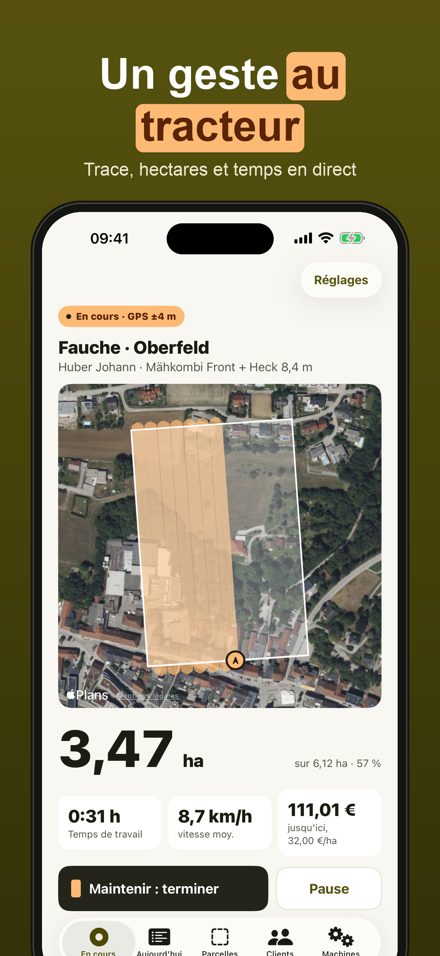 Un geste au
tracteur
Trace, hectares et temps en direct
09:41
Réglages
En cours · GPS ±4 m
Fauche · Oberfeld
Huber Johann · Mähkombi Front + Heck 8,4 m
Plans
3,47 ha
sur 6,12 ha · 57 %
0:31 h
Temps de travail
8,7 km/h
vitesse moy.
111,01 €
jusqu'ici,
32,00 €/ha
Maintenir : terminer
Pause
En cours
Aujourd'hui
Parcelles
Clients
Machines